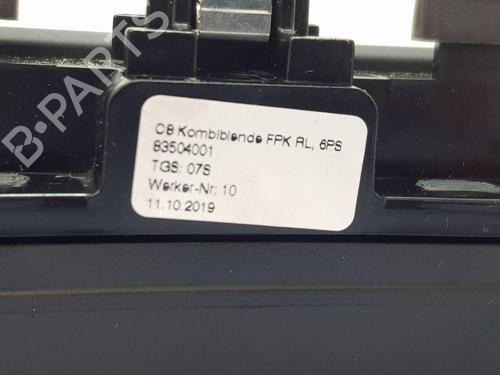 C8 Kombiblende FPK RL, 6PS
83504001
TGS: 07S
Werker-Nr: 10
11.10.2019
B-PARTS